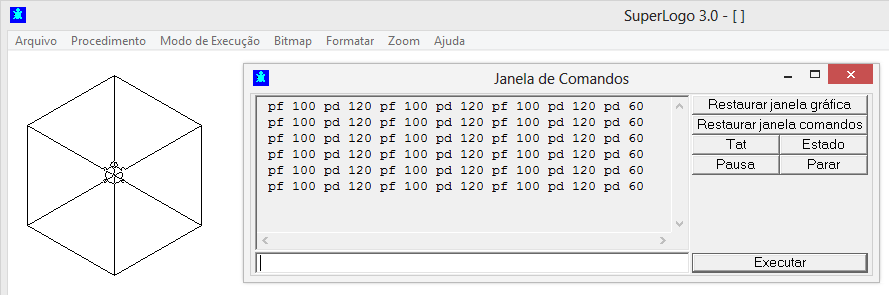 SuperLogo 3.0 - [ ]
Arquivo Procedimento Modo de Execução Bitmap Formatar Zoom Ajuda
Janela de Comandos
pf 100 pd 120 pf 100 pd 120 pf 100 pd 120 pd 60
pf 100 pd 120 pf 100 pd 120 pf 100 pd 120 pd 60
pf 100 pd 120 pf 100 pd 120 pf 100 pd 120 pd 60
pf 100 pd 120 pf 100 pd 120 pf 100 pd 120 pd 60
pf 100 pd 120 pf 100 pd 120 pf 100 pd 120 pd 60
pf 100 pd 120 pf 100 pd 120 pf 100 pd 120 pd 60
Restaurar janela gráfica
Restaurar janela comandos
Tat Estado
Pausa Parar
Executar